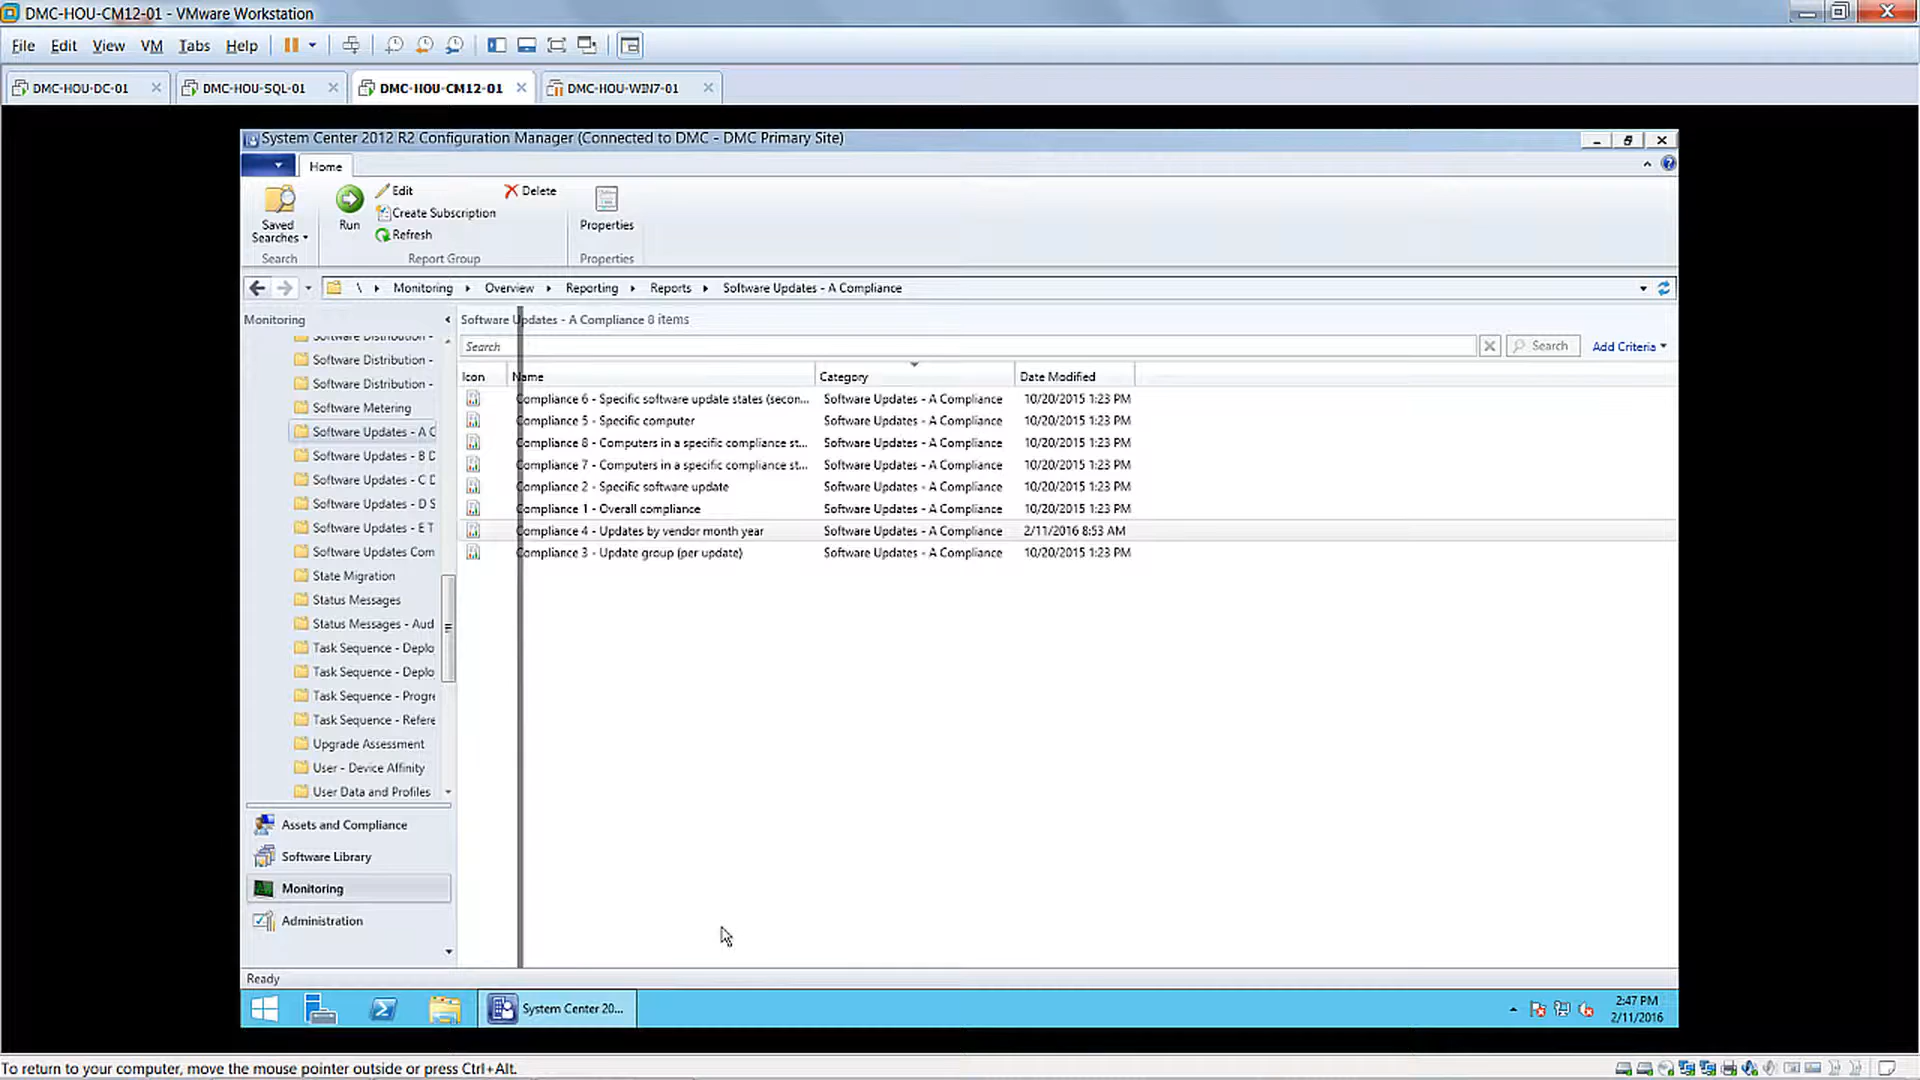 DMC-HOU-CM12-01 - VMware Workstation
File Edit View VM Tabs Help
DMC-HOU-DC-01 DMC-HOU-SQL-01 DMC-HOU-CM12-01 DMC-HOU-WIN7-01
System Center 2012 R2 Configuration Manager (Connected to DMC - DMC Primary Site)
Home
Saved Searches
Run
Edit
Create Subscription
Refresh
Delete
Properties
Search
Report Group
Properties
\ Monitoring Overview Reporting Reports Software Updates - A Compliance
Monitoring
Software Distribution -
Software Distribution -
Software Distribution -
Software Metering
Software Updates - A C
Software Updates - B D
Software Updates - C D
Software Updates - D S
Software Updates - E T
Software Updates Com
State Migration
Status Messages
Status Messages - Aud
Task Sequence - Deplo
Task Sequence - Deplo
Task Sequence - Progre
Task Sequence - Refere
Upgrade Assessment
User - Device Affinity
User Data and Profiles
Assets and Compliance
Software Library
Monitoring
Administration
Software Updates - A Compliance 8 items
Search
Search
Add Criteria
Icon Name Category Date Modified
Compliance 6 - Specific software update states (secon... Software Updates - A Compliance 10/20/2015 1:23 PM
Compliance 5 - Specific computer Software Updates - A Compliance 10/20/2015 1:23 PM
Compliance 8 - Computers in a specific compliance st... Software Updates - A Compliance 10/20/2015 1:23 PM
Compliance 7 - Computers in a specific compliance st... Software Updates - A Compliance 10/20/2015 1:23 PM
Compliance 2 - Specific software update Software Updates - A Compliance 10/20/2015 1:23 PM
Compliance 1 - Overall compliance Software Updates - A Compliance 10/20/2015 1:23 PM
Compliance 4 - Updates by vendor month year Software Updates - A Compliance 2/11/2016 8:53 AM
Compliance 3 - Update group (per update) Software Updates - A Compliance 10/20/2015 1:23 PM
Ready
System Center 20...
2:47 PM
2/11/2016
To return to your computer, move the mouse pointer outside or press Ctrl+Alt.